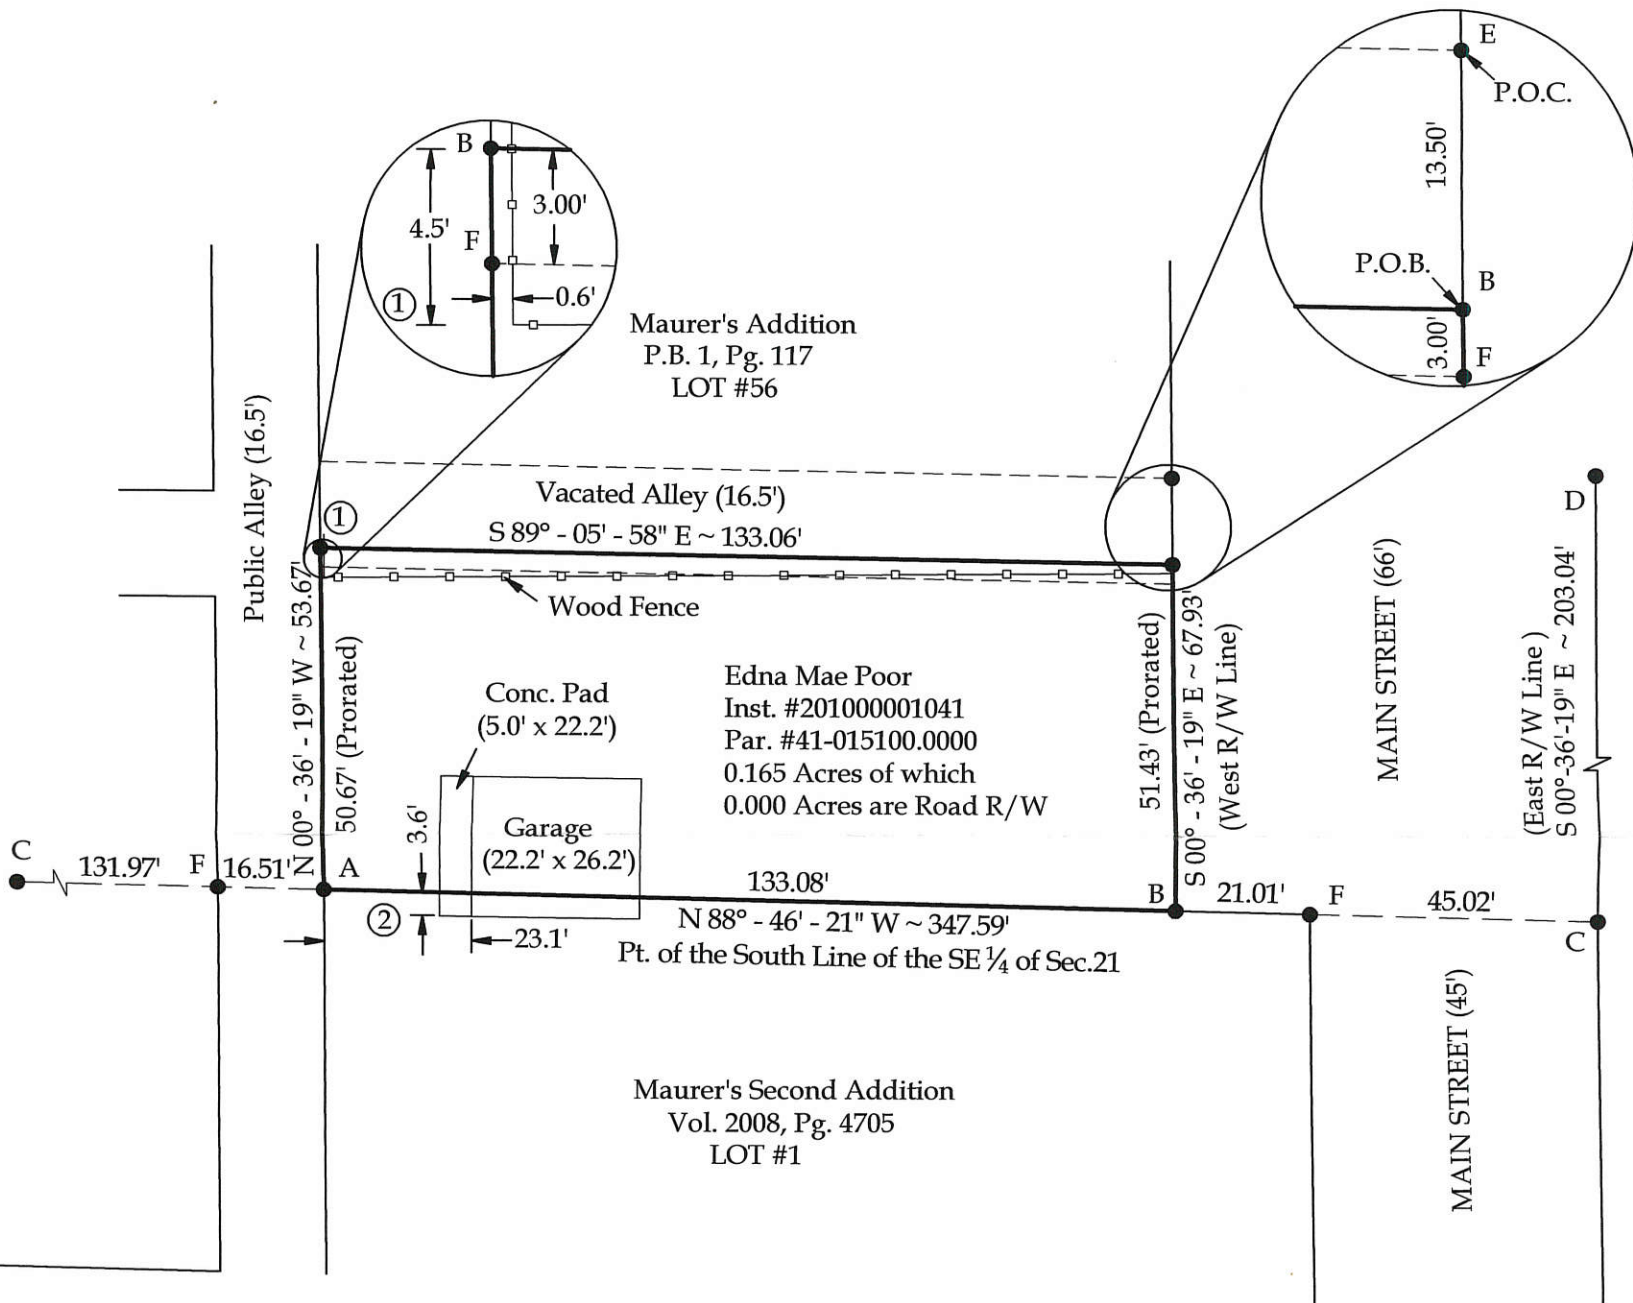 E
P.O.C.
13.50'
P.O.B.
B
3.00'
F
B
3.00'
4.5'
F
0.6'
①
Maurer's Addition
P.B. 1, Pg. 117
LOT #56
Public Alley (16.5')
①
Vacated Alley (16.5')
S 89° - 05' - 58" E ~ 133.06'
Wood Fence
D
MAIN STREET (66')
(East R/W Line )
S 00°-36'-19" E ~ 203.04'
N 00° - 36' - 19" W ~ 53.67'
50.67' (Prorated)
51.43' (Prorated)
S 00° - 36' - 19" E ~ 67.93'
(West R/W Line)
Conc. Pad
(5.0' x 22.2')
Edna Mae Poor
Inst. #201000001041
Par. #41-015100.0000
0.165 Acres of which
0.000 Acres are Road R/W
3.6'
Garage
(22.2' x 26.2')
C
131.97'
F
16.51'
A
133.08'
B
21.01'
F
45.02'
C
②
23.1'
N 88° - 46' - 21" W ~ 347.59'
Pt. of the South Line of the SE ¼ of Sec.21
MAIN STREET (45')
Maurer's Second Addition
Vol. 2008, Pg. 4705
LOT #1